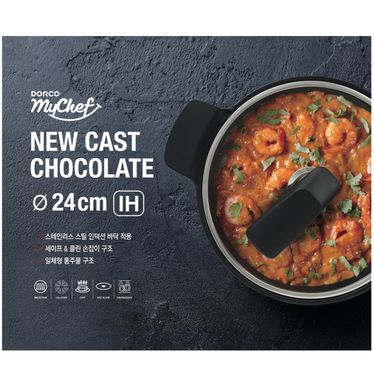 DORCO
MyChef
NEW CAST
CHOCOLATE
Ø 24cm IH
스테인리스 스틸 인덕션 바닥 적용
세이프 & 클린 손잡이 구조
일체형 통주물 구조